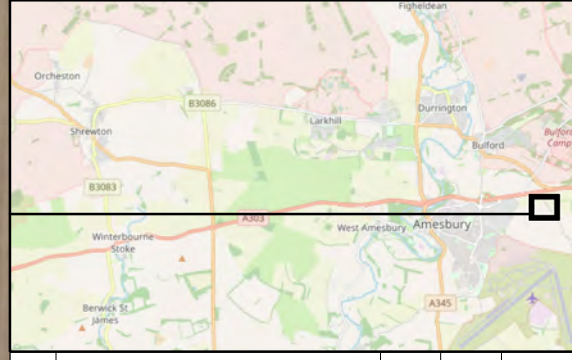 Figheldean
Orcheston
B3086
Durrington
Larkhill
Shrewton
Bulford
Bulford
Camp
B3083
A303
West Amesbury
Amesbury
Winterbourne
Stoke
A345
Berwick St
James